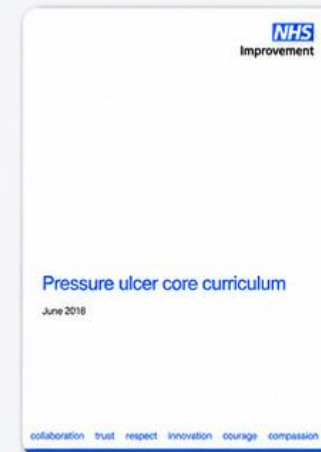 NHS
Improvement
Pressure ulcer core curriculum
June 2018
collaboration trust respect innovation courage compassion